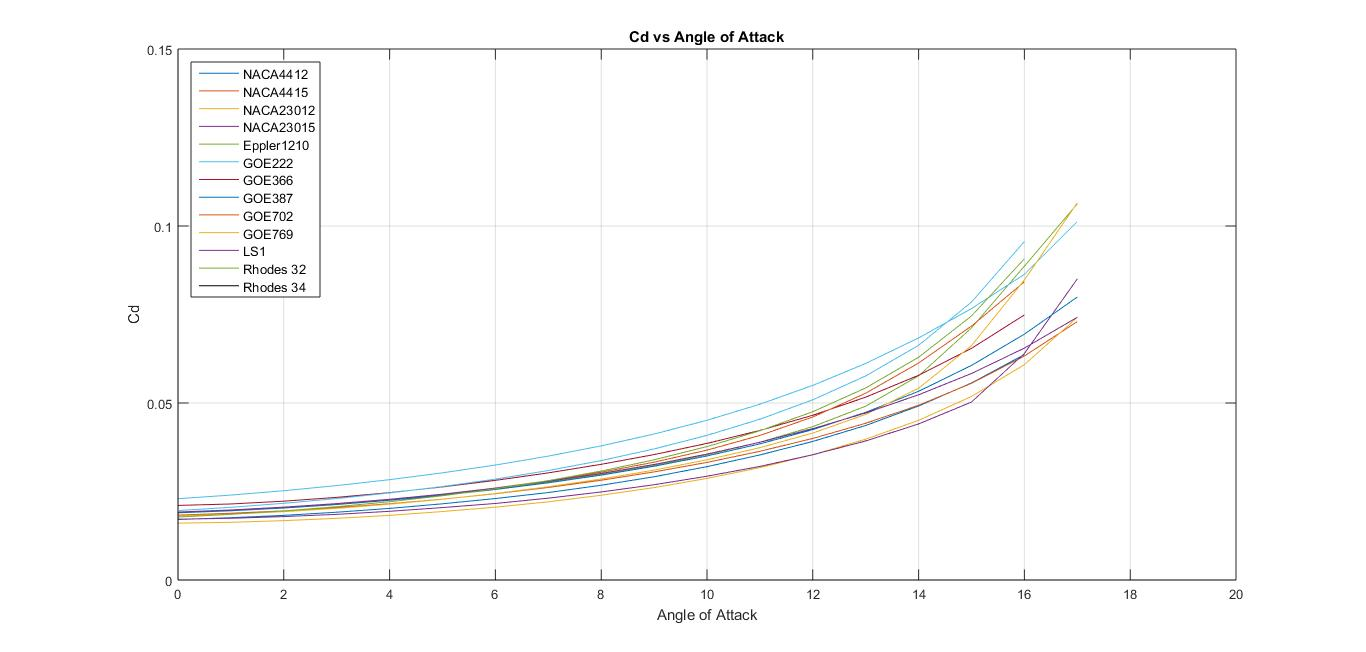 Cd vs Angle of Attack
0.15
NACA4412
NACA4415
NACA23012
NACA23015
Eppler1210
GOE222
GOE366
GOE387
GOE702
GOE769
LS1
Rhodes 32
Rhodes 34
0.1
Cd
0.05
0
0 2 4 6 8 10 12 14 16 18 20
Angle of Attack